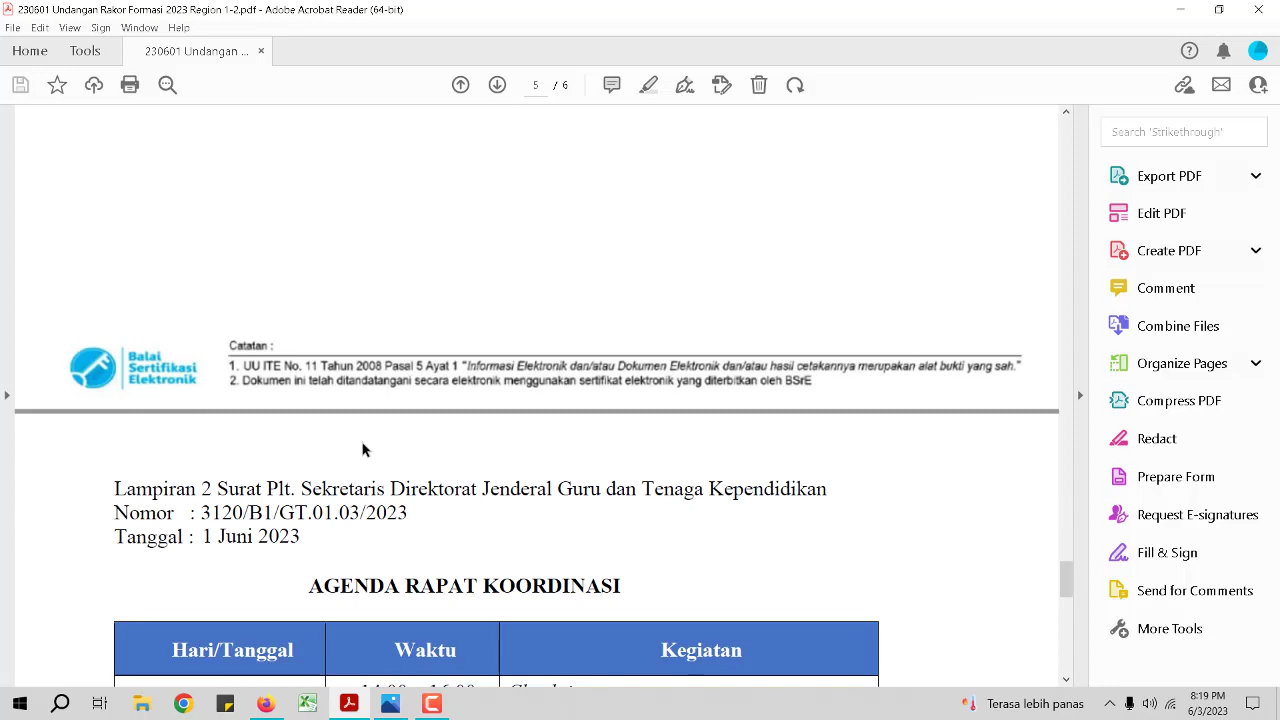 230601 Undangan Rakor Formasi 2023 Region 1-2.pdf - Adobe Acrobat Reader (64-bit)
File Edit View Sign Window Help
Home Tools 230601 Undangan ... ×
5 / 6
Search 'Strikethrough'
Export PDF
Edit PDF
Create PDF
Comment
Combine Files
Organize Pages
Compress PDF
Redact
Prepare Form
Request E-signatures
Fill & Sign
Send for Comments
More Tools
Balai
Sertifikasi
Elektronik
Catatan :
1. UU ITE No. 11 Tahun 2008 Pasal 5 Ayat 1 "Informasi Elektronik dan/atau Dokumen Elektronik dan/atau hasil cetakannya merupakan alat bukti yang sah."
2. Dokumen ini telah ditandatangani secara elektronik menggunakan sertifikat elektronik yang diterbitkan oleh BSrE
Lampiran 2 Surat Plt. Sekretaris Direktorat Jenderal Guru dan Tenaga Kependidikan
Nomor : 3120/B1/GT.01.03/2023
Tanggal : 1 Juni 2023
AGENDA RAPAT KOORDINASI
Hari/Tanggal Waktu Kegiatan
Terasa lebih panas
8:19 PM
6/3/2023